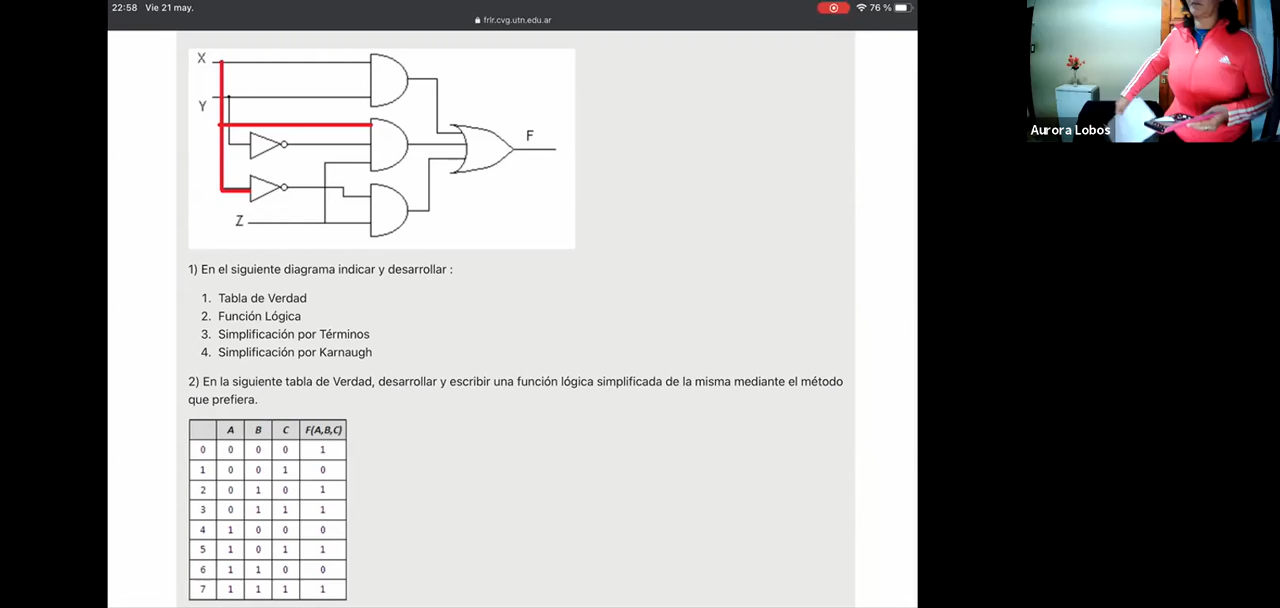 22:58 Vie 21 may.
76 %
frlr.cvg.utn.edu.ar
X
Y
F
Z
Aurora Lobos
1) En el siguiente diagrama indicar y desarrollar :
1. Tabla de Verdad
2. Función Lógica
3. Simplificación por Términos
4. Simplificación por Karnaugh
2) En la siguiente tabla de Verdad, desarrollar y escribir una función lógica simplificada de la misma mediante el método
que prefiera.
A B C F(A,B,C)
0 0 0 0 1
1 0 0 1 0
2 0 1 0 1
3 0 1 1 1
4 1 0 0 0
5 1 0 1 1
6 1 1 0 0
7 1 1 1 1